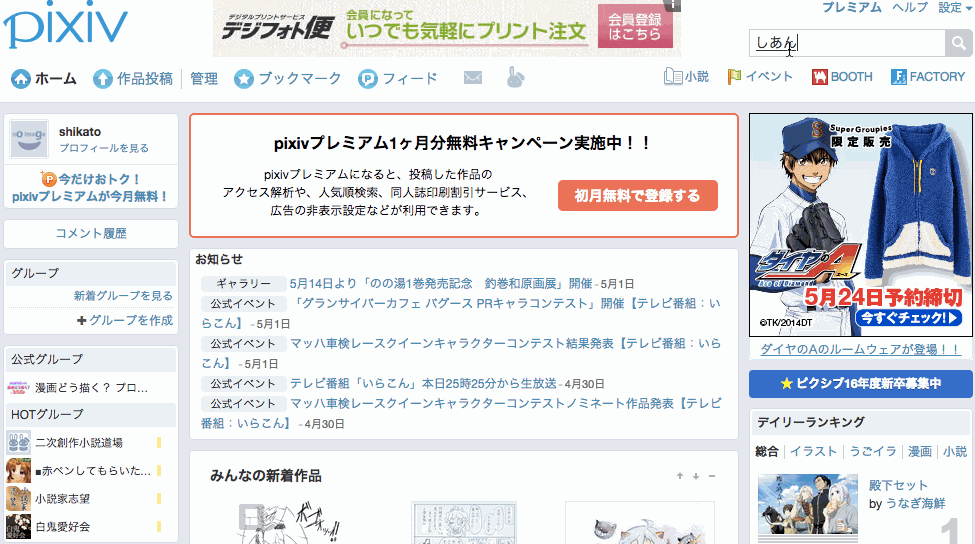 pixiv
デジタルプリントサービス
デジフォト便
会員になって
いつでも気軽にプリント注文
会員登録
はこちら
プレミアム ヘルプ 設定
しあん
ホーム 作品投稿 管理 ブックマーク フィード
小説 イベント BOOTH FACTORY
shikato
プロフィールを見る
今だけおトク！
pixivプレミアムが今月無料！
コメント履歴
グループ
新着グループを見る
グループを作成
公式グループ
漫画どう描く？ プロ…
HOTグループ
二次創作小説道場
■赤ペンしてもらいた…
小説家志望
白鬼愛好会
pixivプレミアム1ヶ月分無料キャンペーン実施中！！
pixivプレミアムになると、投稿した作品の
アクセス解析や、人気順検索、同人誌印刷割引サービス、
広告の非表示設定などが利用できます。
初月無料で登録する
お知らせ
ギャラリー 5月14日より「のの湯1巻発売記念 釣巻和原画展」開催 - 5月1日
公式イベント 「グランサイバーカフェ バグース PRキャラコンテスト」開催【テレビ番組：い
らこん】 - 5月1日
公式イベント マッハ車検レースクイーンキャラクターコンテスト結果発表【テレビ番組：いら
こん】 - 5月1日
公式イベント テレビ番組「いらこん」本日25時25分から生放送 - 4月30日
公式イベント マッハ車検レースクイーンキャラクターコンテストノミネート作品発表【テレビ
番組：いらこん】 - 4月30日
みんなの新着作品
SuperGroupies
限定販売
ダイヤのA
Ace of Diamond
5月24日予約締切
今すぐチェック！
©TK/2014DT
ダイヤのAのルームウェアが登場！！
ピクシブ16年度新卒募集中
デイリーランキング
総合 イラスト うごイラ 漫画 小説
殿下セット
by うなぎ海鮮
1